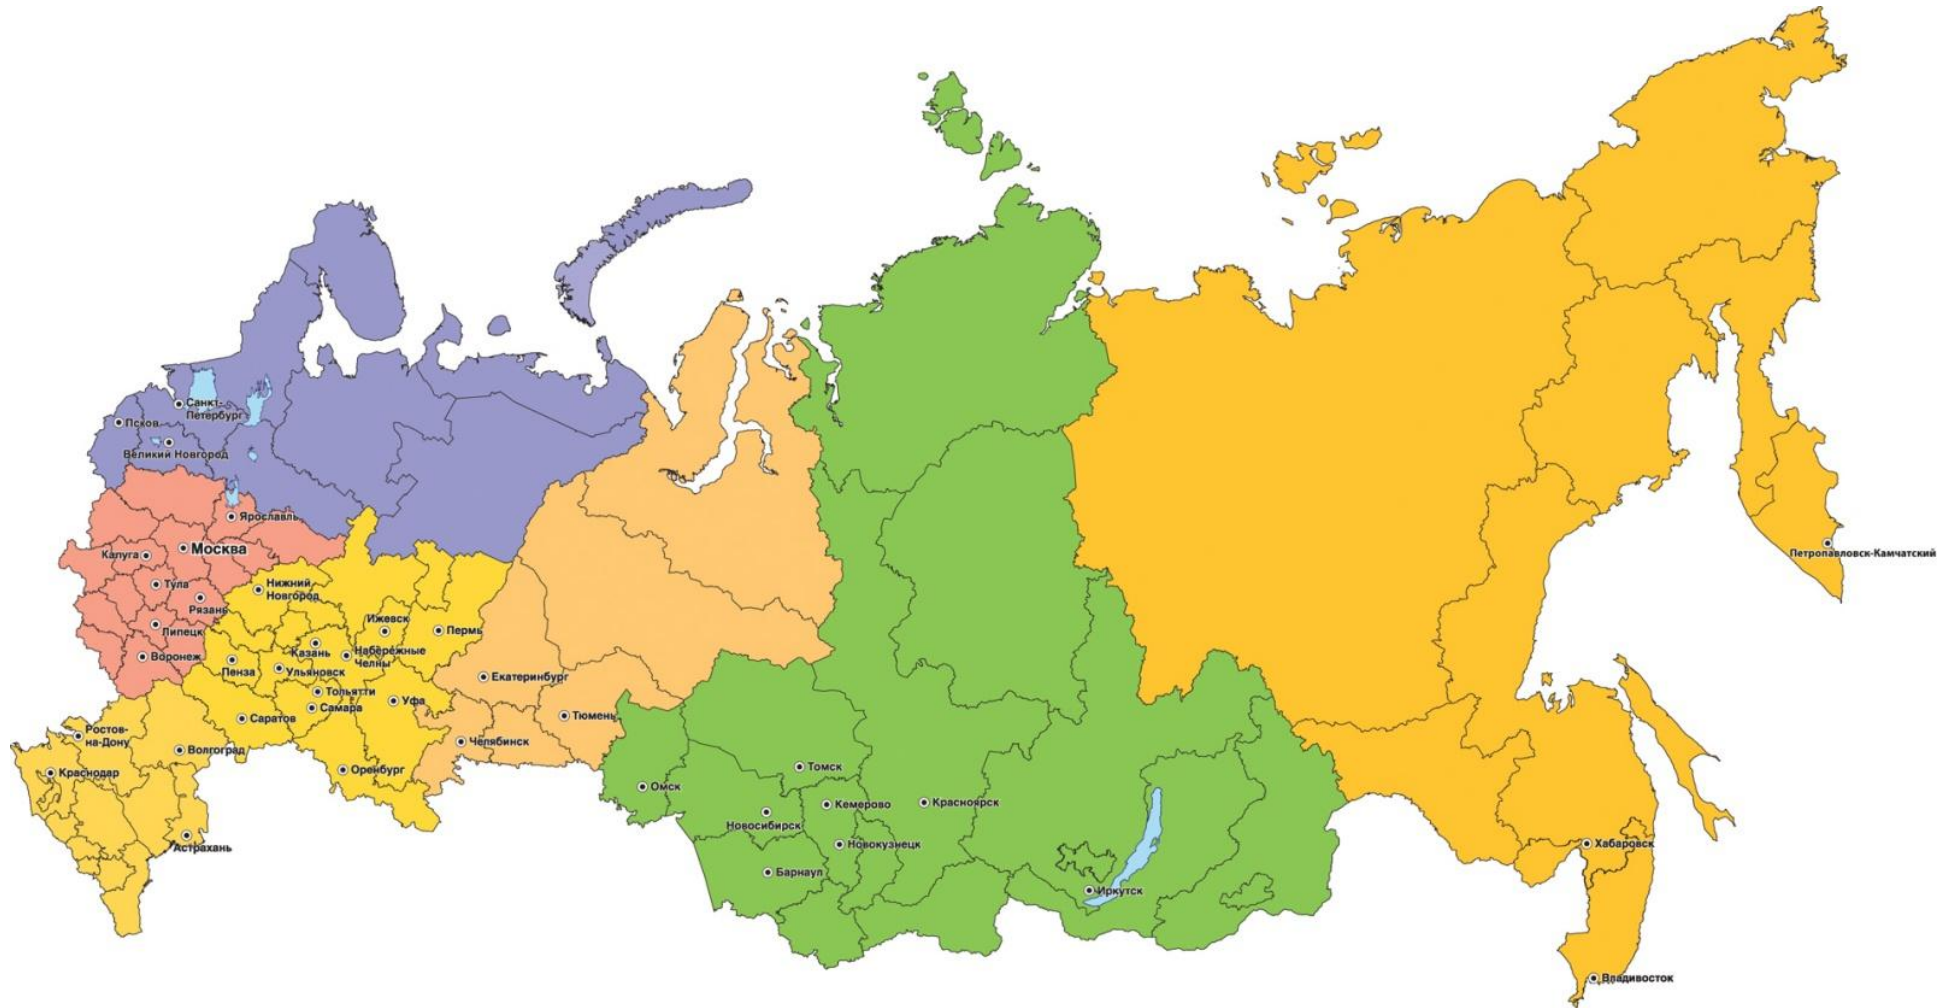 Санкт-
Петербург
Псков
Великий Новгород
Ярославль
Москва
Калуга
Тула
Рязань
Липецк
Воронеж
Нижний
Новгород
Ижевск
Пермь
Казань
Набережные
Челны
Пенза
Ульяновск
Тольятти
Самара
Уфа
Саратов
Оренбург
Ростов-
на-Дону
Волгоград
Краснодар
Астрахань
Екатеринбург
Тюмень
Челябинск
Омск
Томск
Новосибирск
Кемерово
Красноярск
Новокузнецк
Барнаул
Иркутск
Петропавловск-Камчатский
Хабаровск
Владивосток